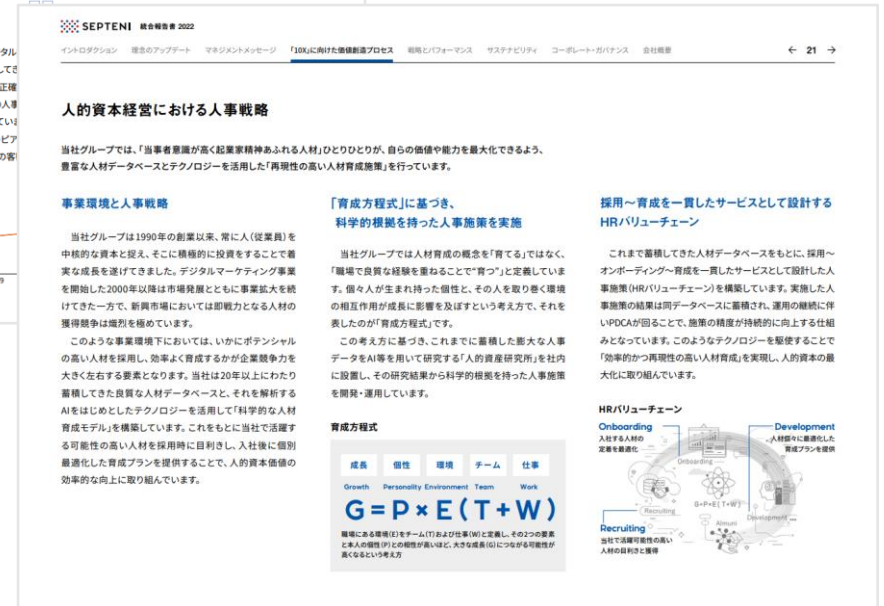 タル
してき
正確
人事
てい
ピア
の客
9
SEPTENI 統合報告書 2022
イントロダクション 理念のアップデート マネジメントメッセージ 「10X」に向けた価値創造プロセス 戦略とパフォーマンス サステナビリティ コーポレート・ガバナンス 会社概要 ← 21 →
人的資本経営における人事戦略
当社グループでは、「当事者意識が高く起業家精神あふれる人材」ひとりひとりが、自らの価値や能力を最大化できるよう、
豊富な人材データベースとテクノロジーを活用した「再現性の高い人材育成施策」を行っています。
事業環境と人事戦略
当社グループは1990年の創業以来、常に人(従業員)を
中核的な資本と捉え、そこに積極的に投資をすることで着
実な成長を遂げてきました。デジタルマーケティング事業
を開始した2000年以降は市場発展とともに事業拡大を続
けてきた一方で、新興市場においては即戦力となる人材の
獲得競争は熾烈を極めています。
このような事業環境下においては、いかにポテンシャル
の高い人材を採用し、効率よく育成するかが企業競争力を
大きく左右する要素となります。当社は20年以上にわたり
蓄積してきた良質な人材データベースと、それを解析する
AIをはじめとしたテクノロジーを活用して「科学的な人材
育成モデル」を構築しています。これをもとに当社で活躍す
る可能性の高い人材を採用時に目利きし、入社後に個別
最適化した育成プランを提供することで、人的資本価値の
効率的な向上に取り組んでいます。
「育成方程式」に基づき、
科学的根拠を持った人事施策を実施
当社グループでは人材育成の概念を「育てる」ではなく、
「職場で良質な経験を重ねることで“育つ”」と定義していま
す。個々人が生まれ持った個性と、その人を取り巻く環境
の相互作用が成長に影響を及ぼすという考え方で、それを
表したのが「育成方程式」です。
この考え方に基づき、これまでに蓄積した膨大な人事
データをAI等を用いて研究する「人的資産研究所」を社内
に設置し、その研究結果から科学的根拠を持った人事施策
を開発・運用しています。
育成方程式
成長 個性 環境 チーム 仕事
Growth Personality Environment Team Work
G=P×E(T+W)
職場にある環境(E)をチーム(T)および仕事(W)と定義し、その2つの要素
と本人の個性(P)との相性が高いほど、大きな成長(G)につながる可能性が
高くなるという考え方
採用〜育成を一貫したサービスとして設計する
HRバリューチェーン
これまで蓄積してきた人材データベースをもとに、採用〜
オンボーディング〜育成を一貫したサービスとして設計した人
事施策(HRバリューチェーン)を構築しています。実施した人
事施策の結果は同データベースに蓄積され、運用の継続に伴
いPDCAが回ることで、施策の精度が持続的に向上する仕組
みとなっています。このようなテクノロジーを駆使することで
「効率的かつ再現性の高い人材育成」を実現し、人的資本の最
大化に取り組んでいます。
HRバリューチェーン
Onboarding
入社する人材の
定着を最適化
Development
人材個々に最適化した
育成プランを提供
Onboarding
Recruiting
G=P×E(T+W)
Development
Almuni
Recruiting
当社で活躍可能性の高い
人材の目利きと獲得